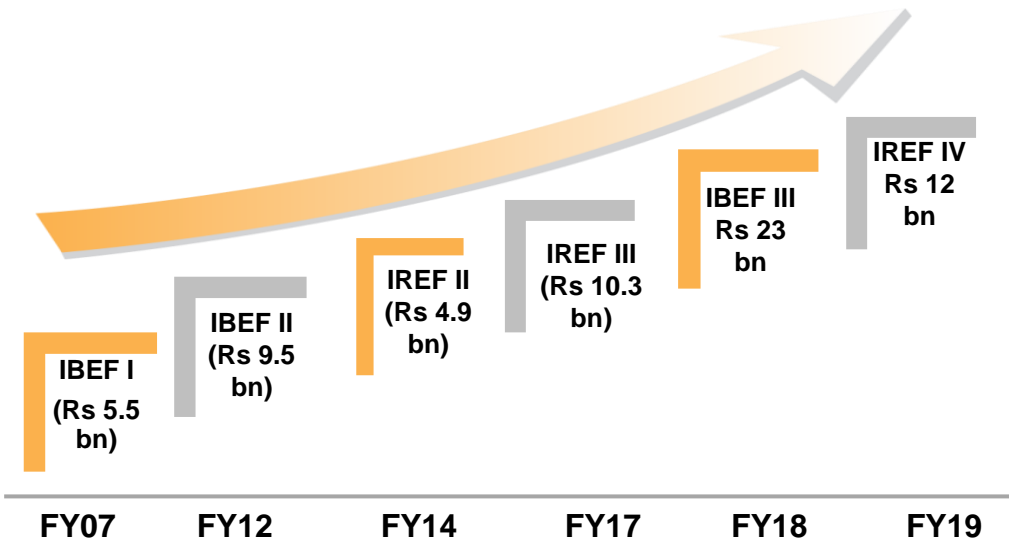 IBEF I
(Rs 5.5
bn)
IBEF II
(Rs 9.5
bn)
IREF II
(Rs 4.9
bn)
IREF III
(Rs 10.3
bn)
IBEF III
Rs 23
bn
IREF IV
Rs 12
bn
FY07 FY12 FY14 FY17 FY18 FY19